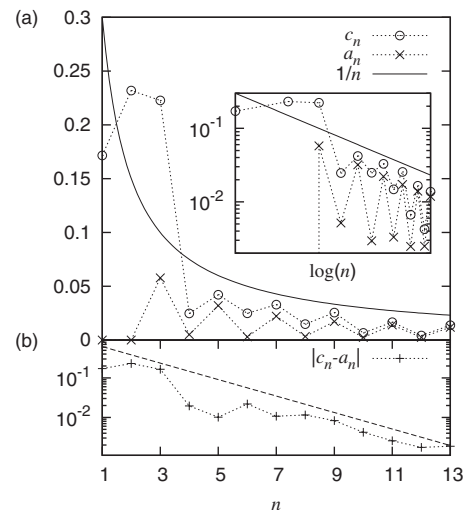 (a)
0.3
0.25
0.2
0.15
0.1
0.05
0
c_n
a_n
1/n
10^-1
10^-2
log(n)
(b)
|c_n-a_n|
10^-1
10^-2
1 3 5 7 9 11 13
n